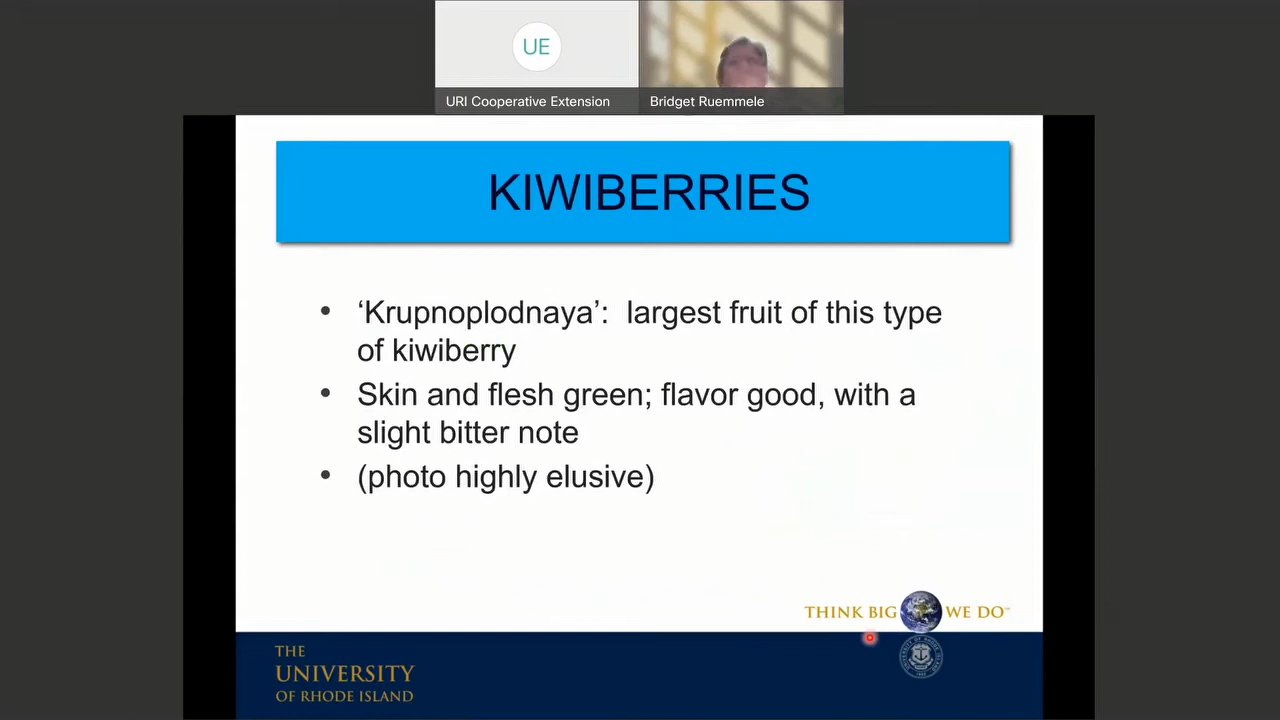 UE
URI Cooperative Extension
Bridget Ruemmele
KIWIBERRIES
• ‘Krupnoplodnaya’:  largest fruit of this type
of kiwiberry
• Skin and flesh green; flavor good, with a
slight bitter note
• (photo highly elusive)
THINK BIG WE DO™
THE
UNIVERSITY
OF RHODE ISLAND